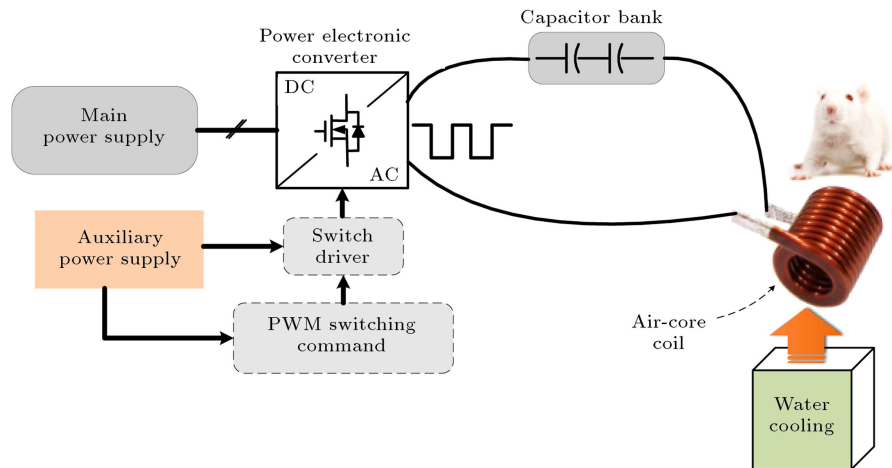 Capacitor bank
Power electronic
converter
DC
AC
Main
power supply
Auxiliary
power supply
Switch
driver
PWM switching
command
Air-core
coil
Water
cooling